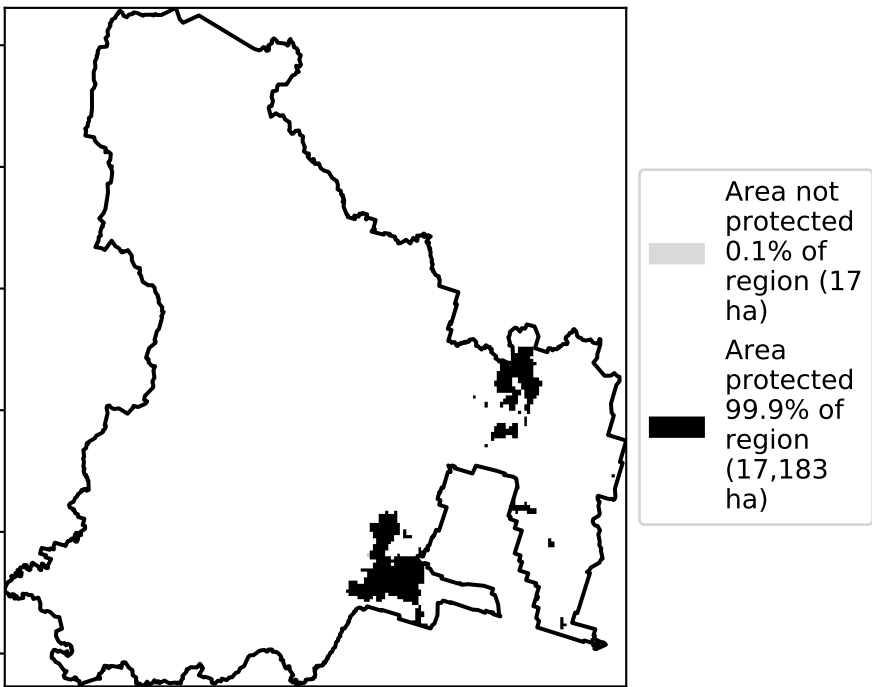 Area not
protected
0.1% of
region (17
ha)
Area
protected
99.9% of
region
(17,183
ha)